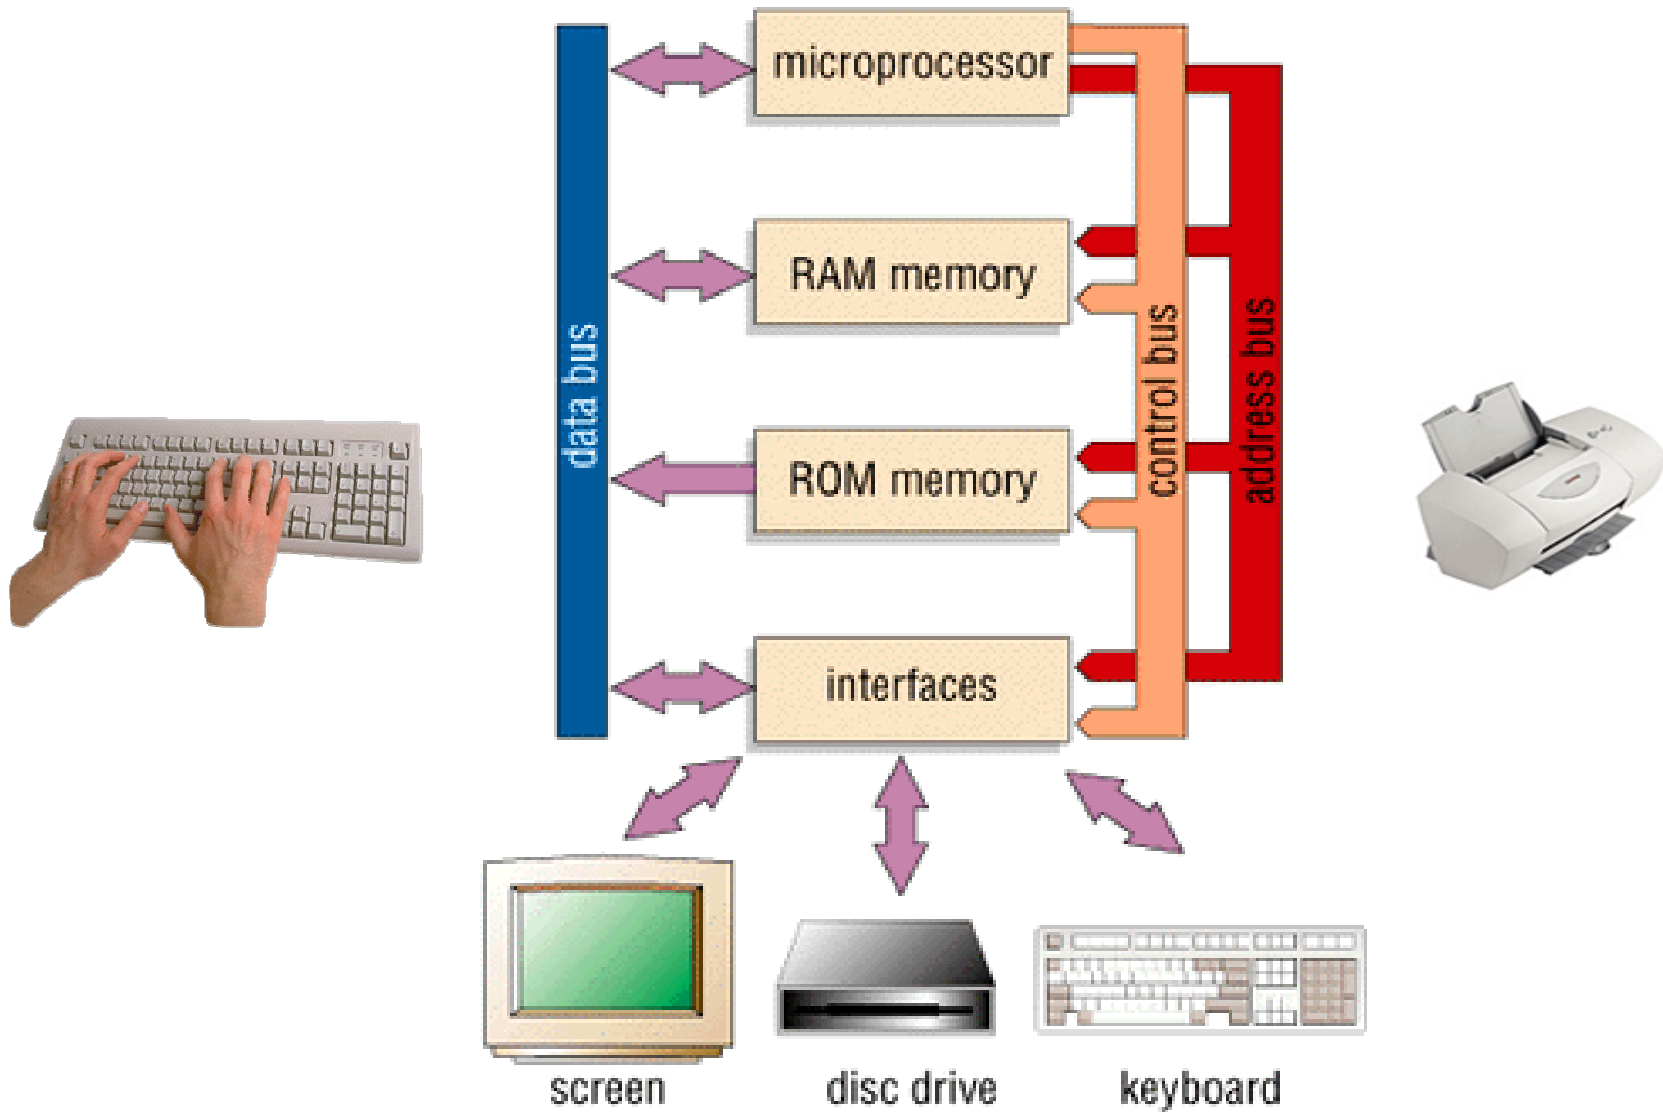 microprocessor
RAM memory
data bus
control bus
address bus
ROM memory
interfaces
screen
disc drive
keyboard